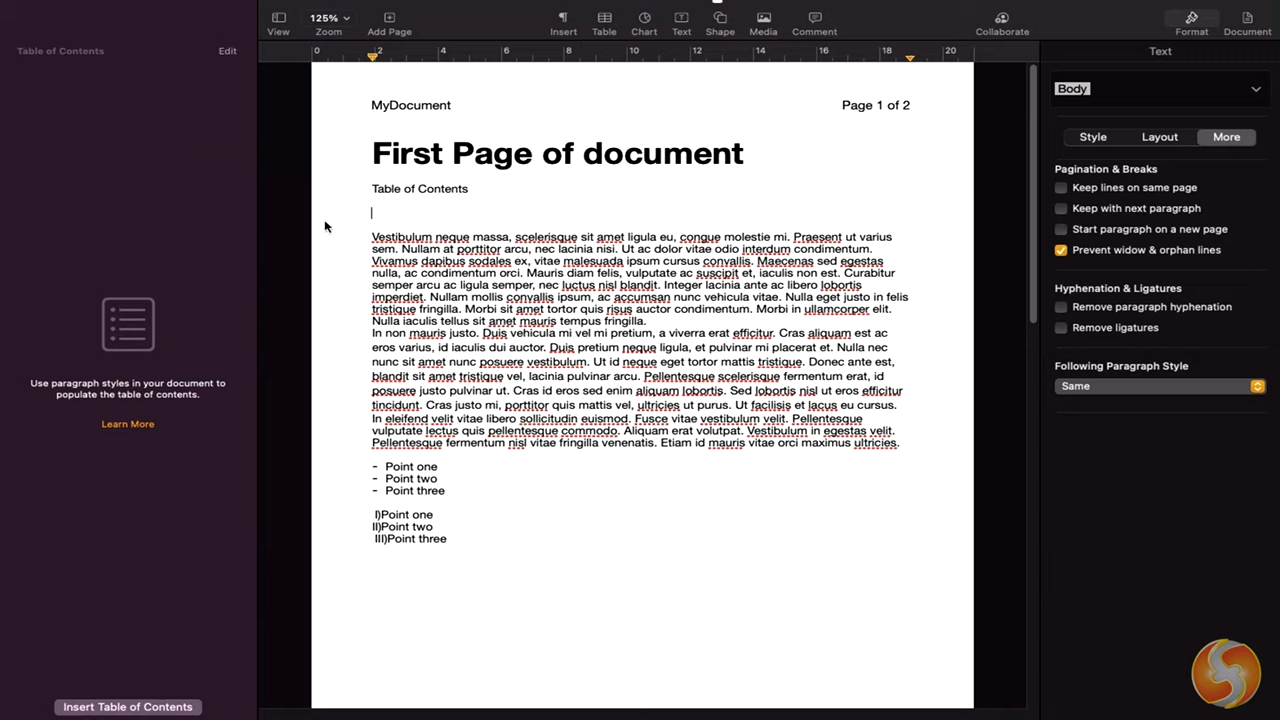 View
125%
Zoom
Add Page
Insert
Table
Chart
Text
Shape
Media
Comment
Collaborate
Format
Document
Table of Contents
Edit
0 2 4 6 8 10 12 14 16 18 20
Text
Body
Style
Layout
More
Pagination & Breaks
Keep lines on same page
Keep with next paragraph
Start paragraph on a new page
Prevent widow & orphan lines
Hyphenation & Ligatures
Remove paragraph hyphenation
Remove ligatures
Following Paragraph Style
Same
MyDocument
Page 1 of 2
First Page of document
Table of Contents
Vestibulum neque massa, scelerisque sit amet ligula eu, congue molestie mi. Praesent ut varius
sem. Nullam at porttitor arcu, nec lacinia nisi. Ut ac dolor vitae odio interdum condimentum.
Vivamus dapibus sodales ex, vitae malesuada ipsum cursus convallis. Maecenas sed egestas
nulla, ac condimentum orci. Mauris diam felis, vulputate ac suscipit et, iaculis non est. Curabitur
semper arcu ac ligula semper, nec luctus nisl blandit. Integer lacinia ante ac libero lobortis
imperdiet. Nullam mollis convallis ipsum, ac accumsan nunc vehicula vitae. Nulla eget justo in felis
tristique fringilla. Morbi sit amet tortor quis risus auctor condimentum. Morbi in ullamcorper elit.
Nulla iaculis tellus sit amet mauris tempus fringilla.
In non mauris justo. Duis vehicula mi vel mi pretium, a viverra erat efficitur. Cras aliquam est ac
eros varius, id iaculis dui auctor. Duis pretium neque ligula, et pulvinar mi placerat et. Nulla nec
nunc sit amet nunc posuere vestibulum. Ut id neque eget tortor mattis tristique. Donec ante est,
blandit sit amet tristique vel, lacinia pulvinar arcu. Pellentesque scelerisque fermentum erat, id
posuere justo pulvinar ut. Cras id eros sed enim aliquam lobortis. Sed lobortis nisl ut eros efficitur
tincidunt. Cras justo mi, porttitor quis mattis vel, ultricies ut purus. Ut facilisis et lacus eu cursus.
In eleifend velit vitae libero sollicitudin euismod. Fusce vitae vestibulum velit. Pellentesque
vulputate lectus quis pellentesque commodo. Aliquam erat volutpat. Vestibulum in egestas velit.
Pellentesque fermentum nisl vitae fringilla venenatis. Etiam id mauris vitae orci maximus ultricies.
- Point one
- Point two
- Point three
I)Point one
II)Point two
III)Point three
Use paragraph styles in your document to
populate the table of contents.
Learn More
Insert Table of Contents